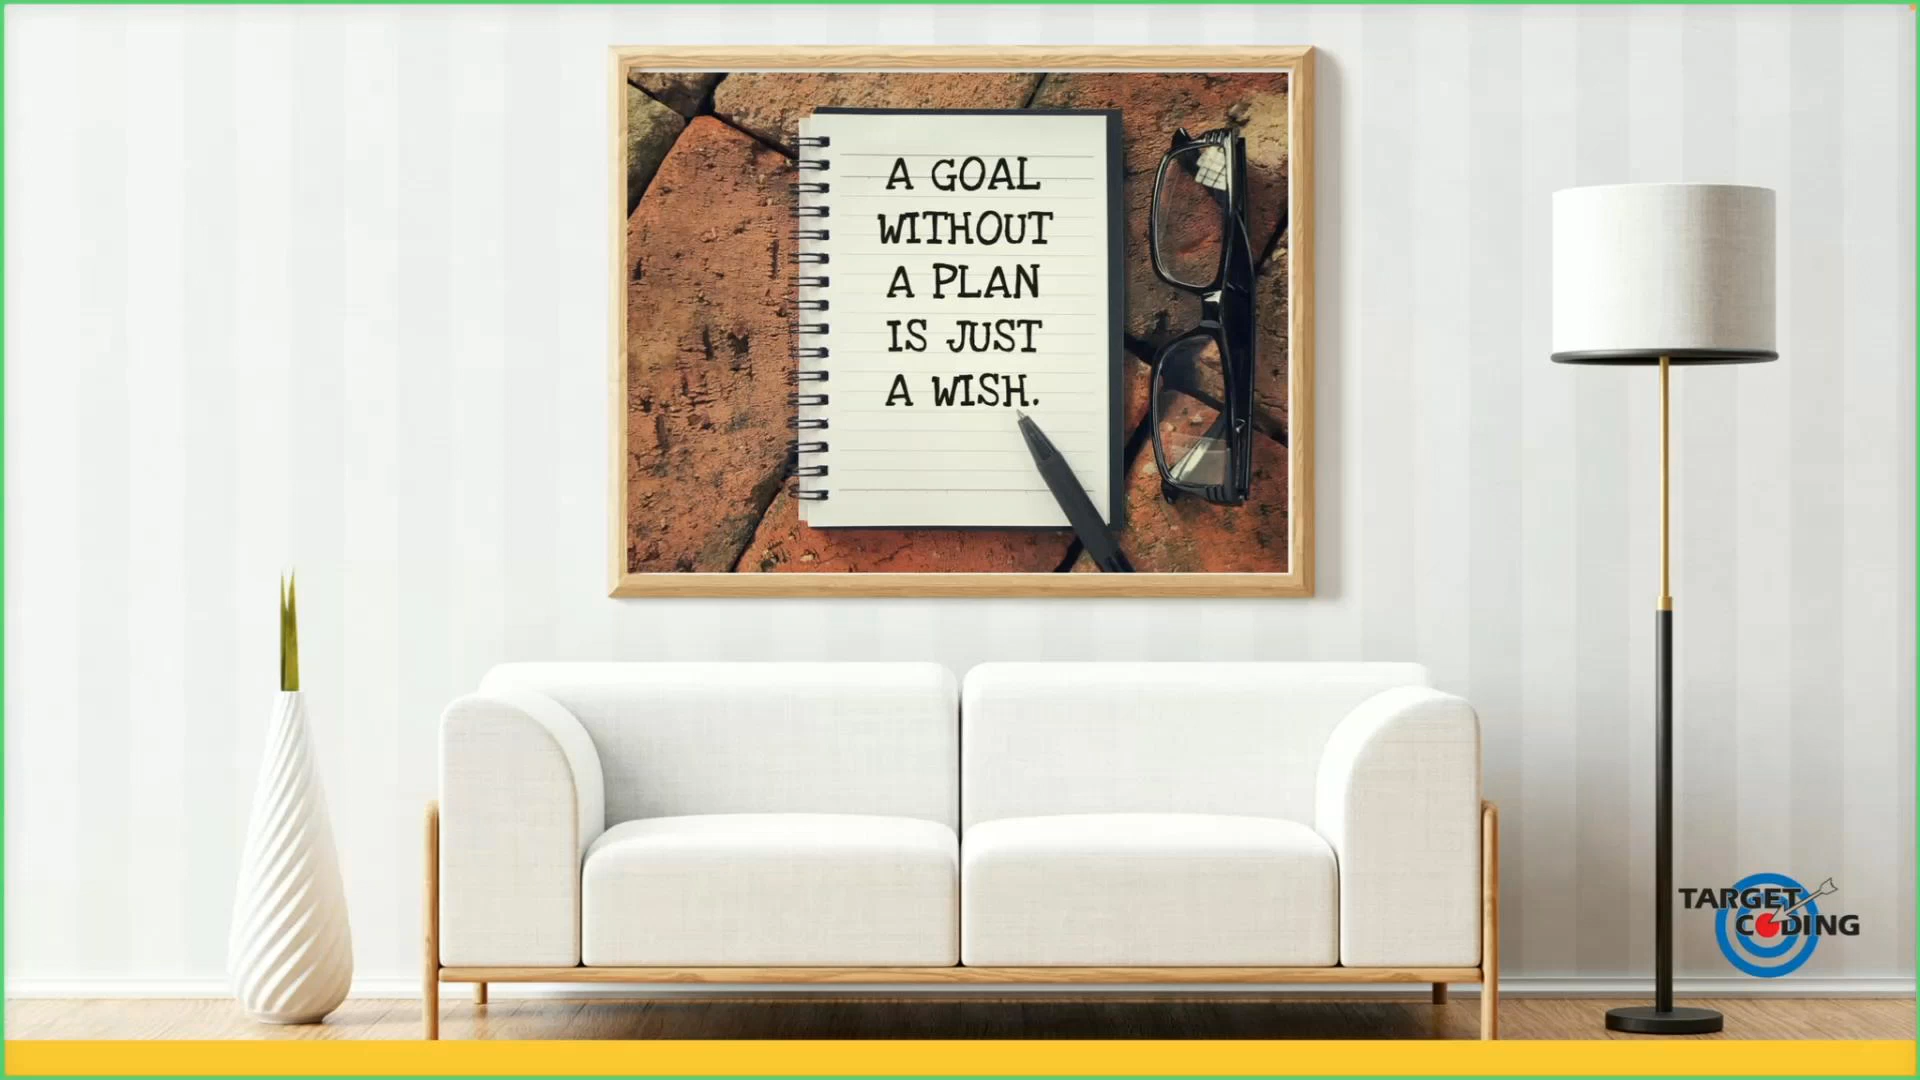 A GOAL
WITHOUT
A PLAN
IS JUST
A WISH.
TARGET
CODING